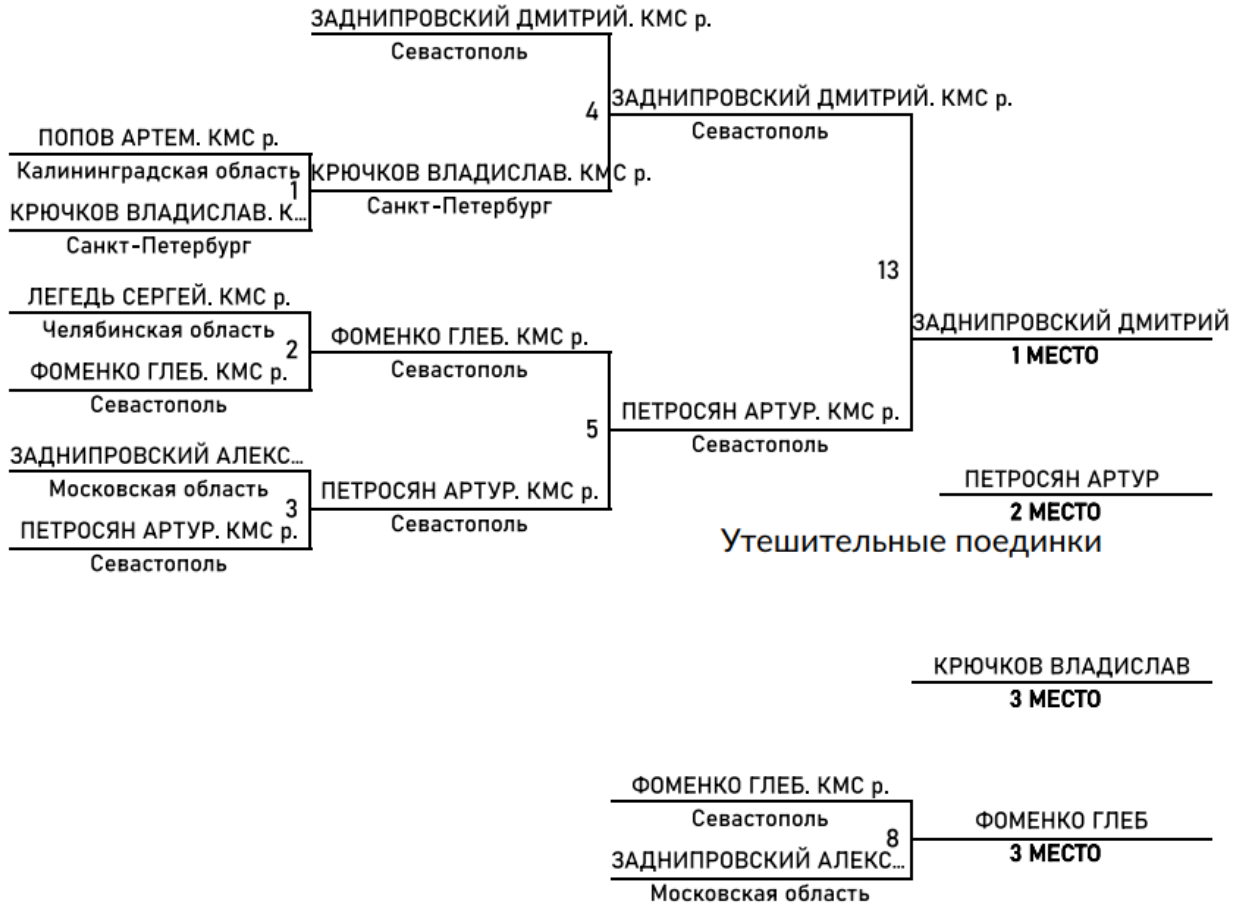 ЗАДНИПРОВСКИЙ ДМИТРИЙ. КМС р.
Севастополь
4
ЗАДНИПРОВСКИЙ ДМИТРИЙ. КМС р.
Севастополь
ПОПОВ АРТЕМ. КМС р.
Калининградская область
1
КРЮЧКОВ ВЛАДИСЛАВ. КМС р.
Санкт-Петербург
КРЮЧКОВ ВЛАДИСЛАВ. К...
Санкт-Петербург
13
ЛЕГЕДЬ СЕРГЕЙ. КМС р.
Челябинская область
2
ФОМЕНКО ГЛЕБ. КМС р.
Севастополь
ФОМЕНКО ГЛЕБ. КМС р.
Севастополь
ЗАДНИПРОВСКИЙ ДМИТРИЙ
1 МЕСТО
5
ПЕТРОСЯН АРТУР. КМС р.
Севастополь
ЗАДНИПРОВСКИЙ АЛЕКС...
Московская область
3
ПЕТРОСЯН АРТУР. КМС р.
Севастополь
ПЕТРОСЯН АРТУР. КМС р.
Севастополь
ПЕТРОСЯН АРТУР
2 МЕСТО
Утешительные поединки
КРЮЧКОВ ВЛАДИСЛАВ
3 МЕСТО
ФОМЕНКО ГЛЕБ. КМС р.
Севастополь
8
ЗАДНИПРОВСКИЙ АЛЕКС...
Московская область
ФОМЕНКО ГЛЕБ
3 МЕСТО